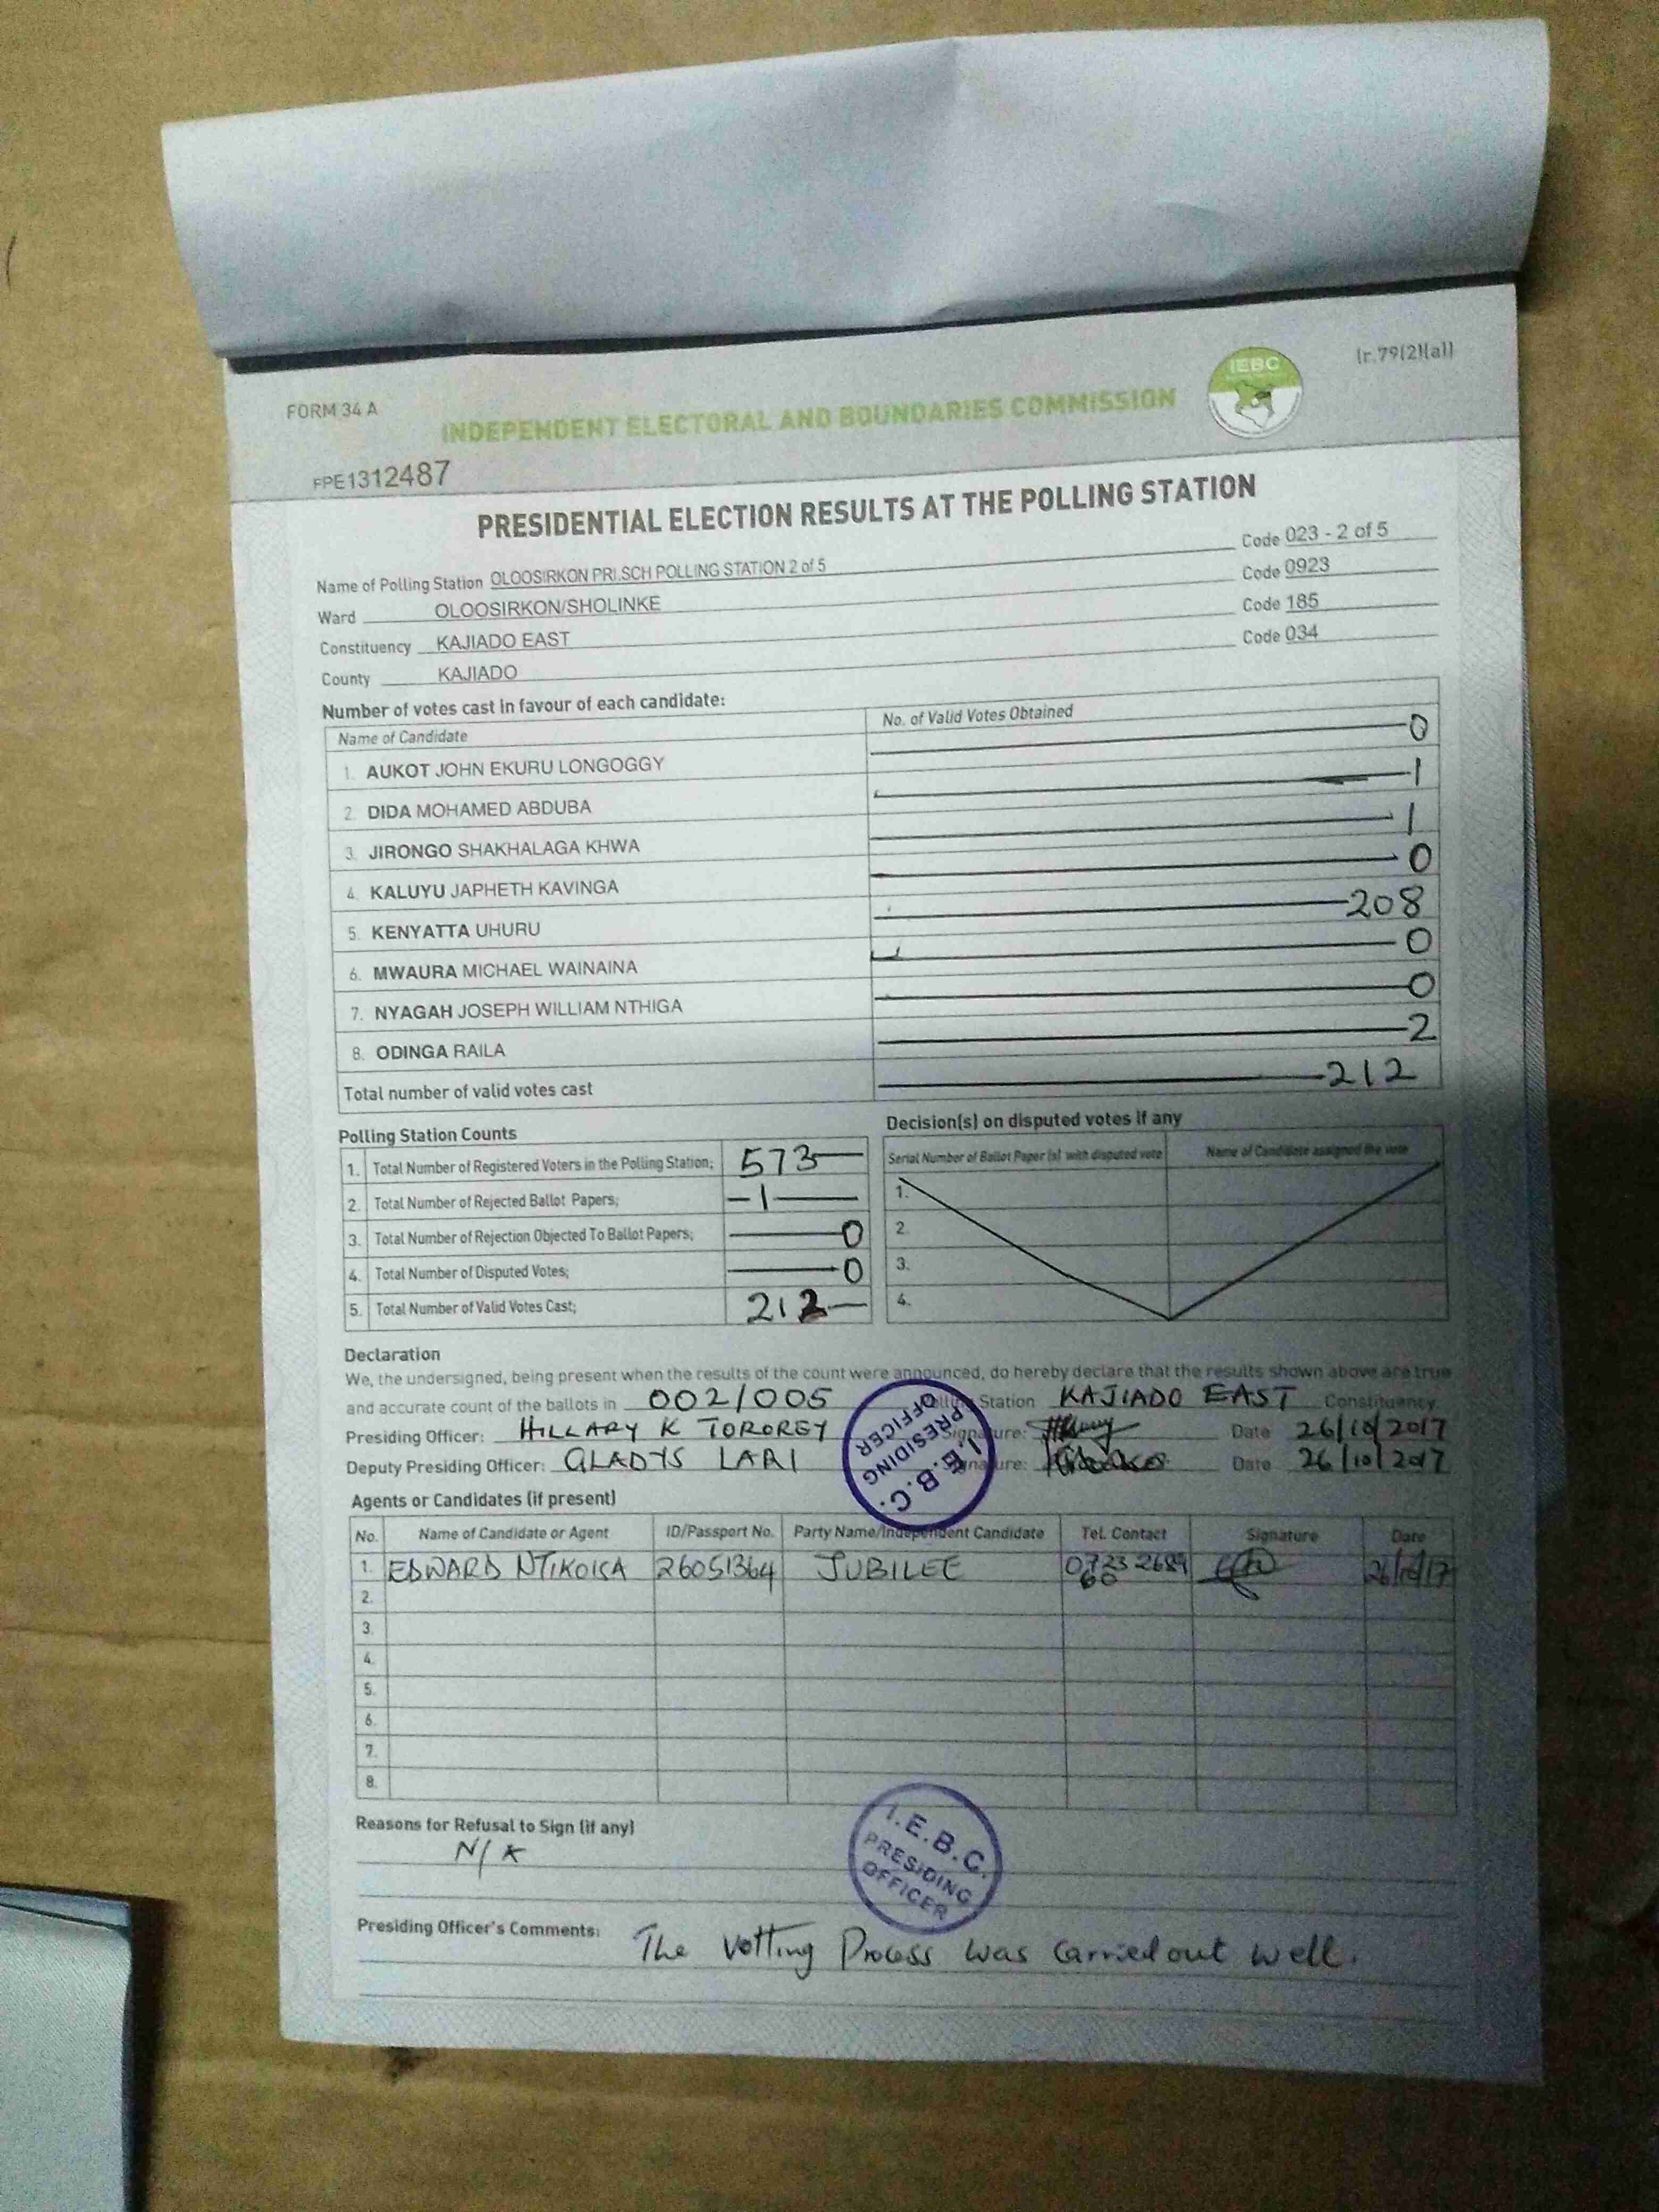 (r.79(2)(a))
IEBC
FORM 34 A
INDEPENDENT ELECTORAL AND BOUNDARIES COMMISSION
FPE1312487
PRESIDENTIAL ELECTION RESULTS AT THE POLLING STATION
Name of Polling Station OLOOSIRKON PRI.SCH POLLING STATION 2 of 5 Code 023 - 2 of 5
Ward OLOOSIRKON/SHOLINKE Code 0923
Constituency KAJIADO EAST Code 185
County KAJIADO Code 034
Number of votes cast in favour of each candidate:
Name of Candidate No. of Valid Votes Obtained
1. AUKOT JOHN EKURU LONGOGGY 0
2. DIDA MOHAMED ABDUBA 1
3. JIRONGO SHAKHALAGA KHWA 1
4. KALUYU JAPHETH KAVINGA 0
5. KENYATTA UHURU 208
6. MWAURA MICHAEL WAINAINA 0
7. NYAGAH JOSEPH WILLIAM NTHIGA 0
8. ODINGA RAILA 2
Total number of valid votes cast 212
Polling Station Counts
1. Total Number of Registered Voters in the Polling Station; 573
2. Total Number of Rejected Ballot Papers; 1
3. Total Number of Rejection Objected To Ballot Papers; 0
4. Total Number of Disputed Votes; 0
5. Total Number of Valid Votes Cast; 212
Decision(s) on disputed votes if any
Serial Number of Ballot Paper (s) with disputed vote Name of Candidate assigned the vote
1.
2.
3.
4.
Declaration
We, the undersigned, being present when the results of the count were announced, do hereby declare that the results shown above are true
and accurate count of the ballots in 002/005 Polling Station KAJIADO EAST Constituency.
Presiding Officer: HILLARY K TOROREY Signature: Date 26/10/2017
Deputy Presiding Officer: GLADYS LARI Signature: Date 26/10/2017
I.E.B.C. PRESIDING OFFICER
Agents or Candidates (if present)
No. Name of Candidate or Agent ID/Passport No. Party Name/Independent Candidate Tel. Contact Signature Date
1. EDWARD NTIKOISA 26051364 JUBILEE 0723 2689 60 26/10/17
2.
3.
4.
5.
6.
7.
8.
Reasons for Refusal to Sign (if any)
N/A
I.E.B.C. PRESIDING OFFICER
Presiding Officer's Comments: The Votting Process was carried out well.